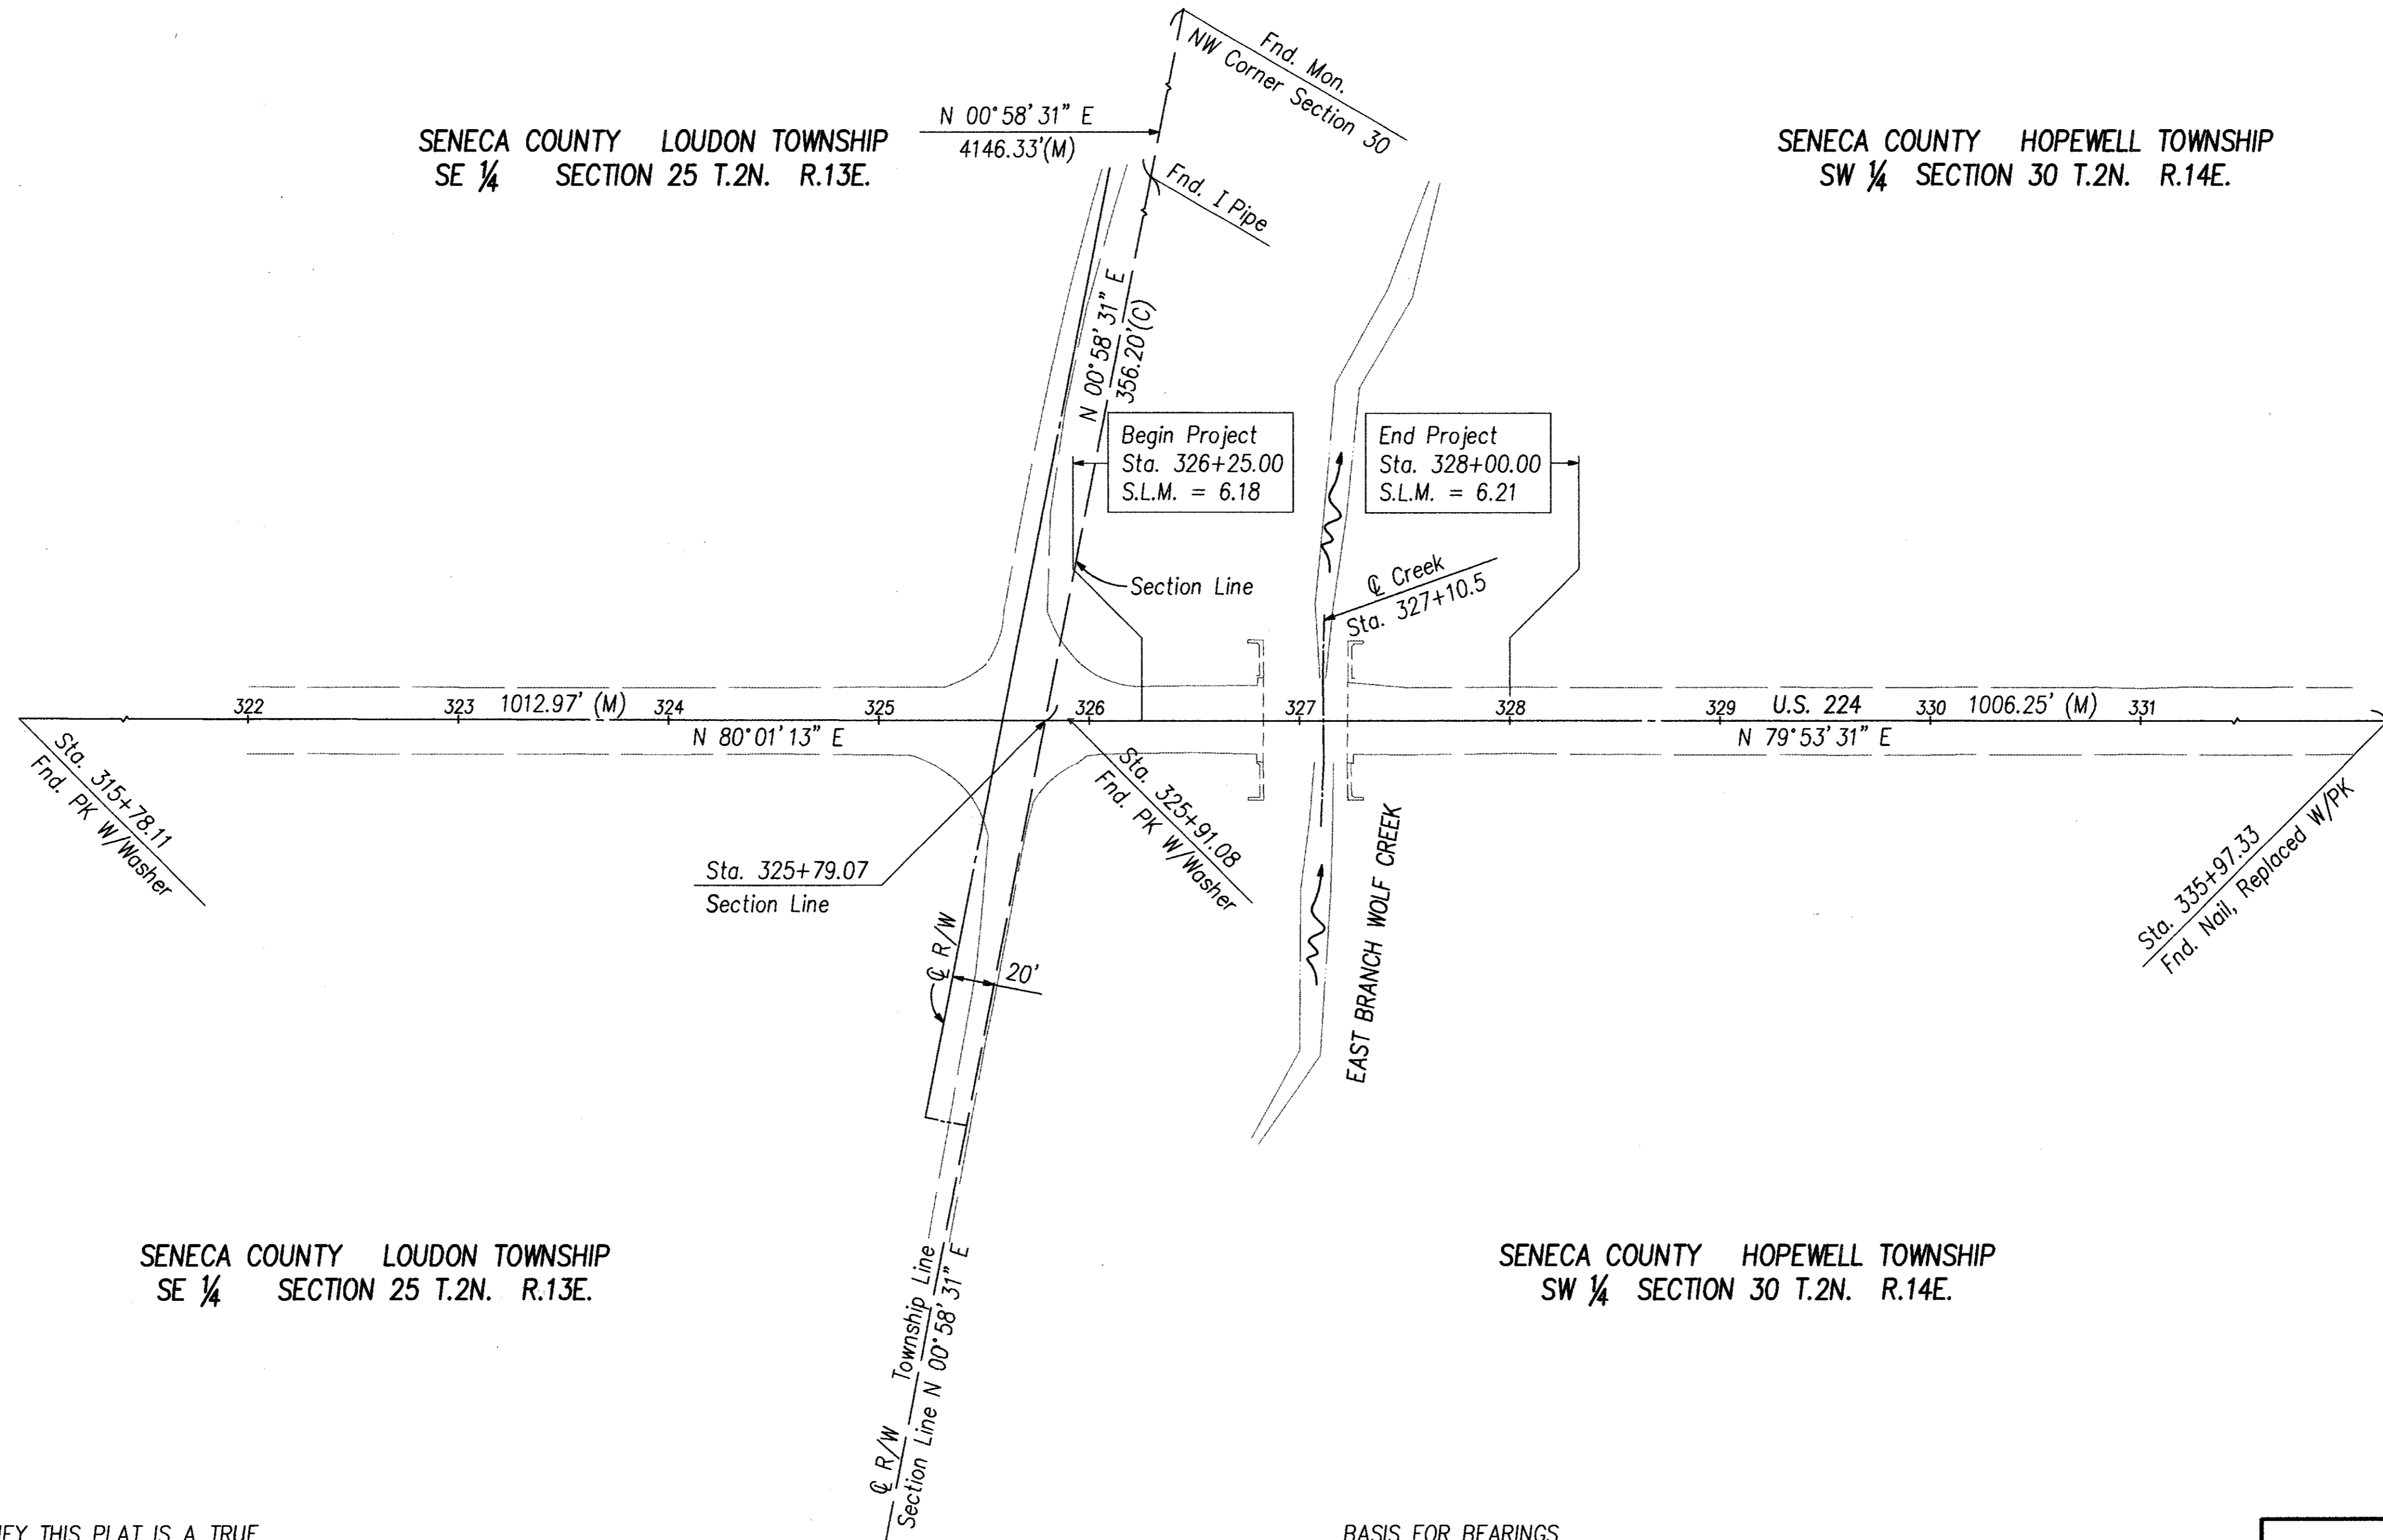 Fnd. Mon.
NW Corner Section 30
N 00°58'31" E
4146.33'(M)
SENECA COUNTY LOUDON TOWNSHIP
SE 1/4 SECTION 25 T.2N. R.13E.
SENECA COUNTY HOPEWELL TOWNSHIP
SW 1/4 SECTION 30 T.2N. R.14E.
Fnd. I Pipe
N 00°58'31" E
356.20'(C)
Begin Project
Sta. 326+25.00
S.L.M. = 6.18
End Project
Sta. 328+00.00
S.L.M. = 6.21
Section Line
℄ Creek
Sta. 327+10.5
322 323 1012.97' (M) 324 325 326 327 328 329 U.S. 224 330 1006.25' (M) 331
N 80°01'13" E
N 79°53'31" E
Sta. 315+78.11
Fnd. PK W/Washer
Sta. 325+91.08
Fnd. PK W/Washer
Sta. 325+79.07
Section Line
Sta. 335+97.33
Fnd. Nail, Replaced W/PK
EAST BRANCH WOLF CREEK
℄ R/W
20'
SENECA COUNTY LOUDON TOWNSHIP
SE 1/4 SECTION 25 T.2N. R.13E.
SENECA COUNTY HOPEWELL TOWNSHIP
SW 1/4 SECTION 30 T.2N. R.14E.
℄ R/W Township Line
Section Line N 00°58'31" E
THIS PLAT IS A TRUE
BASIS FOR BEARINGS